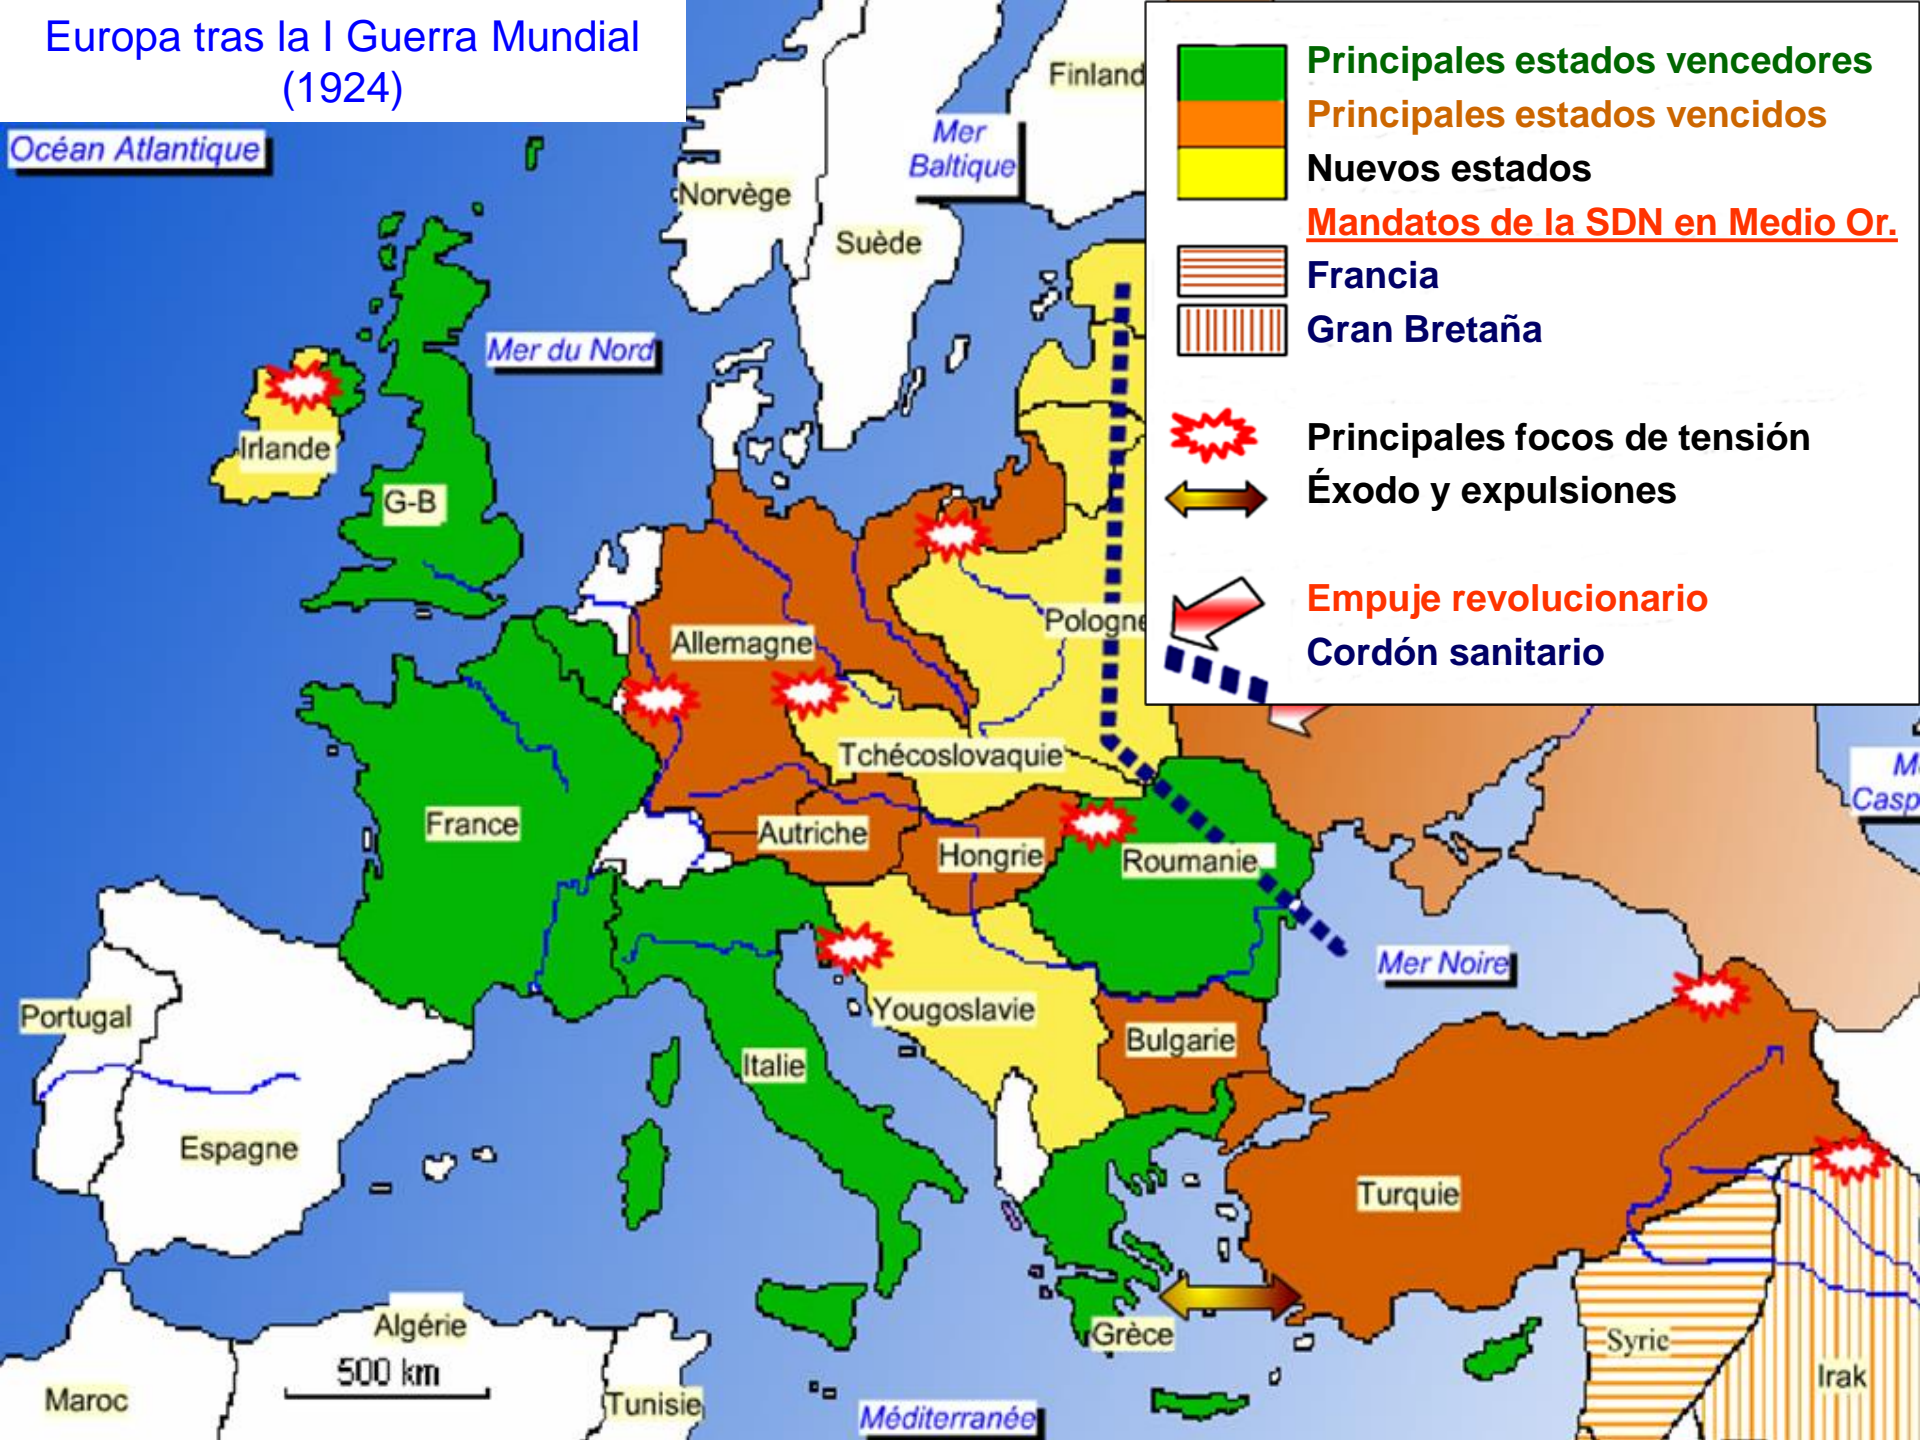 Europa tras la I Guerra Mundial
(1924)
Océan Atlantique
Finland
Mer
Baltique
Norvège
Suède
Mer du Nord
Irlande
G-B
Allemagne
Pologne
Tchécoslovaquie
France
Autriche
Hongrie
Roumanie
Mer Noire
Portugal
Espagne
Italie
Yougoslavie
Bulgarie
Turquie
Grèce
Algérie
500 km
Maroc
Tunisie
Méditerranée
Syrie
Irak
Casp
Principales estados vencedores
Principales estados vencidos
Nuevos estados
Mandatos de la SDN en Medio Or.
Francia
Gran Bretaña
Principales focos de tensión
Éxodo y expulsiones
Empuje revolucionario
Cordón sanitario